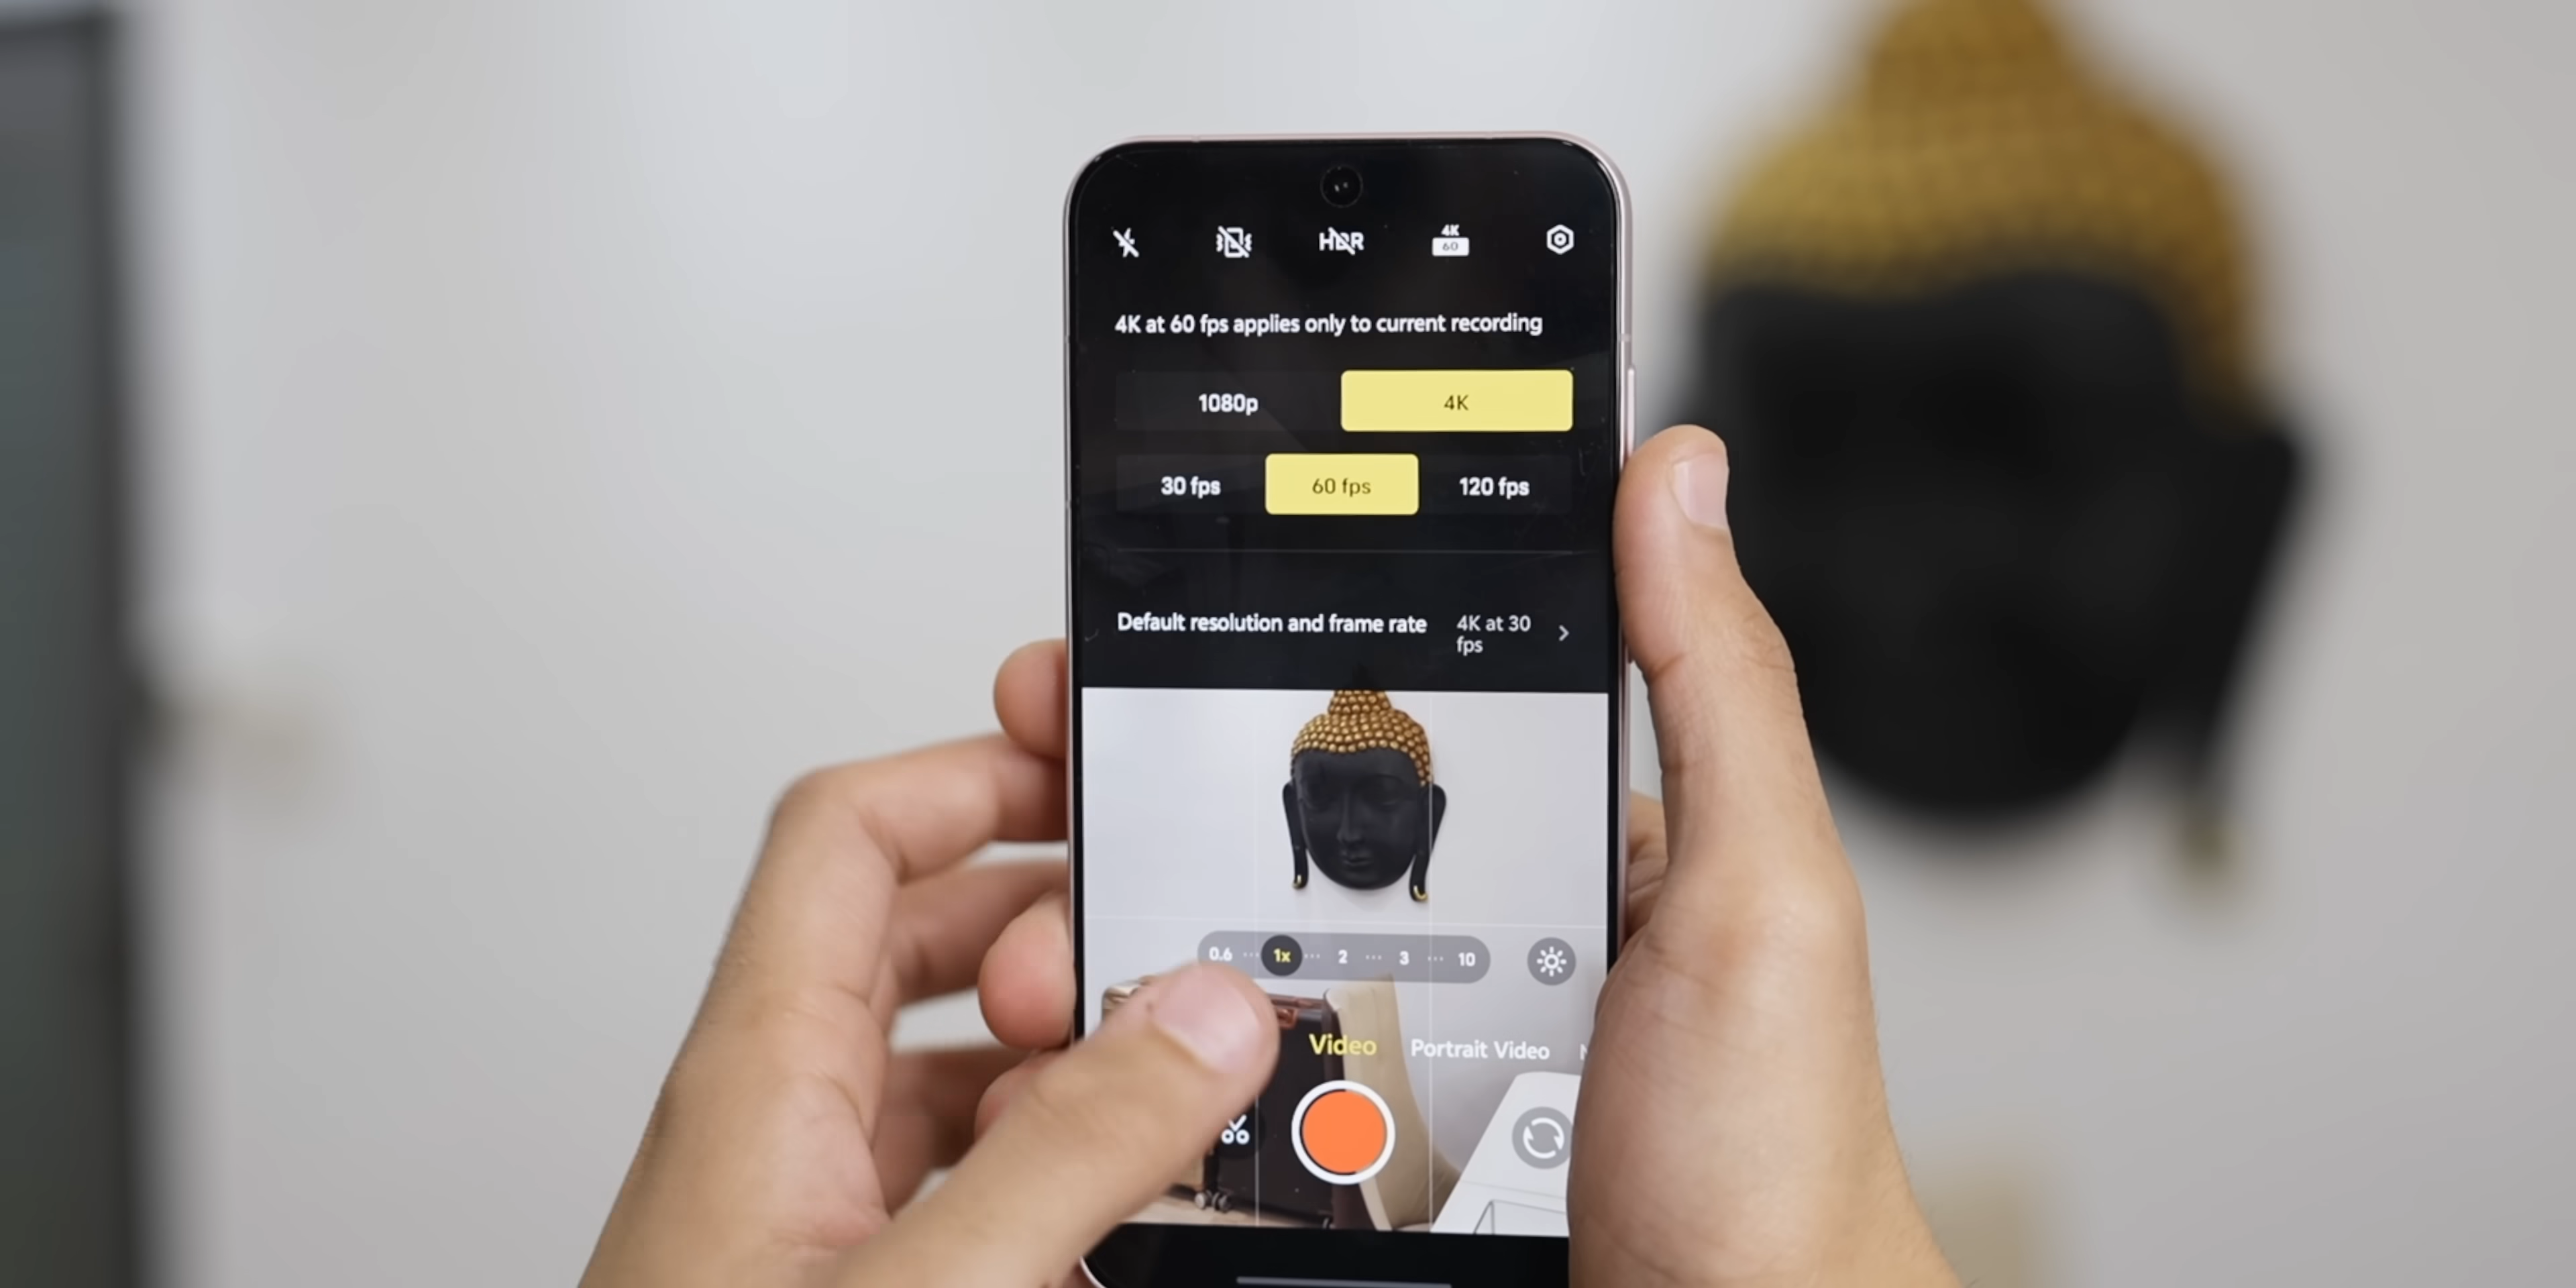 HDR
4K
60
4K at 60 fps applies only to current recording
1080p 4K
30 fps 60 fps 120 fps
Default resolution and frame rate 4K at 30
fps
0.6 1x 2 3 10
Video Portrait Video